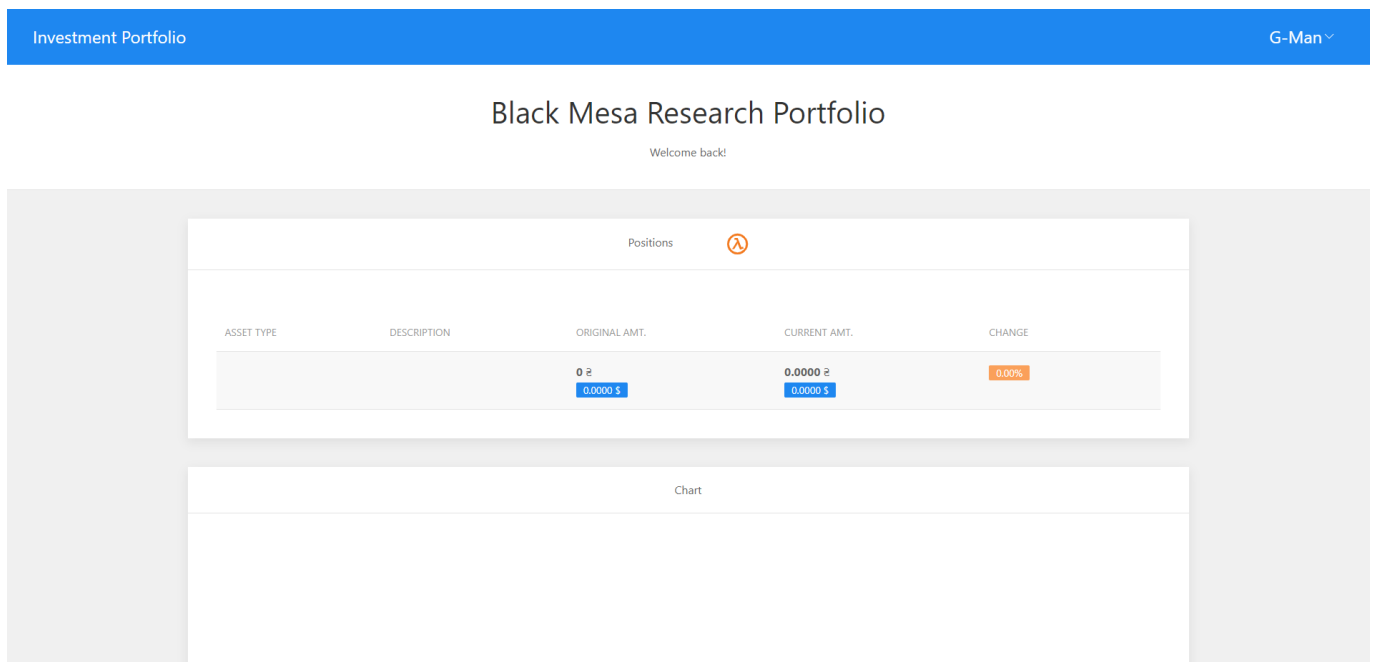 Investment Portfolio G-Man
Black Mesa Research Portfolio
Welcome back!
Positions λ
ASSET TYPE DESCRIPTION ORIGINAL AMT. CURRENT AMT. CHANGE
0 ₴ 0.0000 ₴ 0.00%
0.0000 $ 0.0000 $
Chart